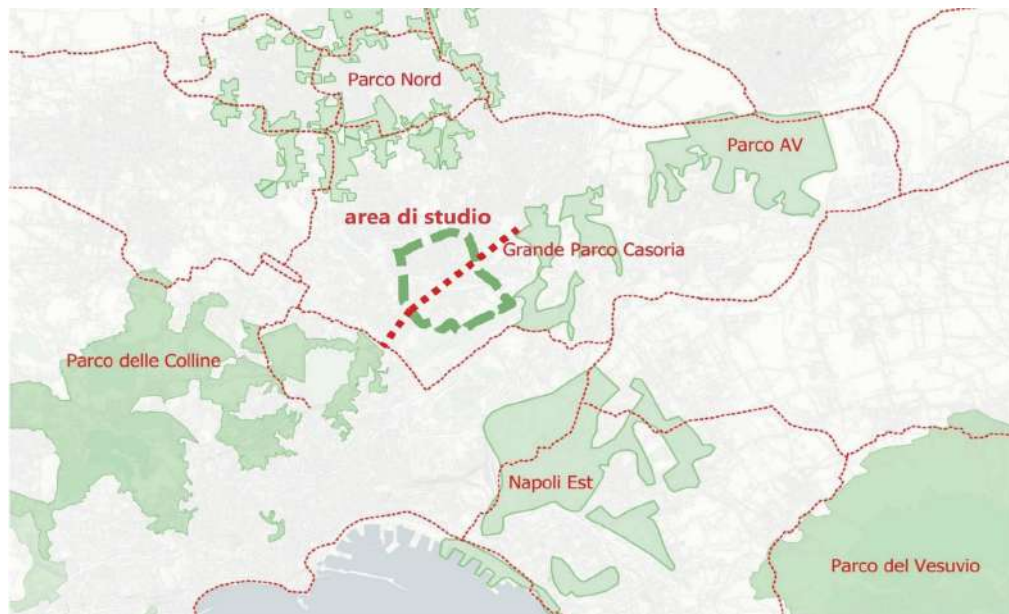 Parco Nord
Parco AV
area di studio
Grande Parco Casoria
Parco delle Colline
Napoli Est
Parco del Vesuvio